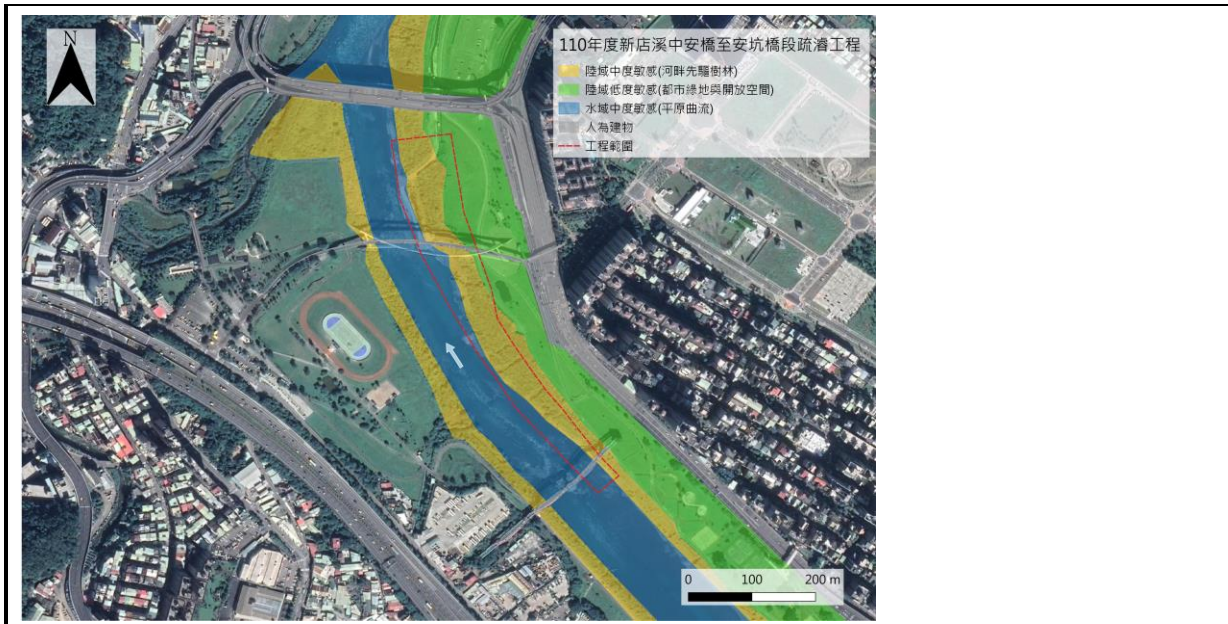 N
110年度新店溪中安橋至安坑橋段疏濬工程
陸域中度敏感(河畔先驅樹林)
陸域低度敏感(都市綠地與開放空間)
水域中度敏感(平原曲流)
人為建物
工程範圍
0 100 200 m